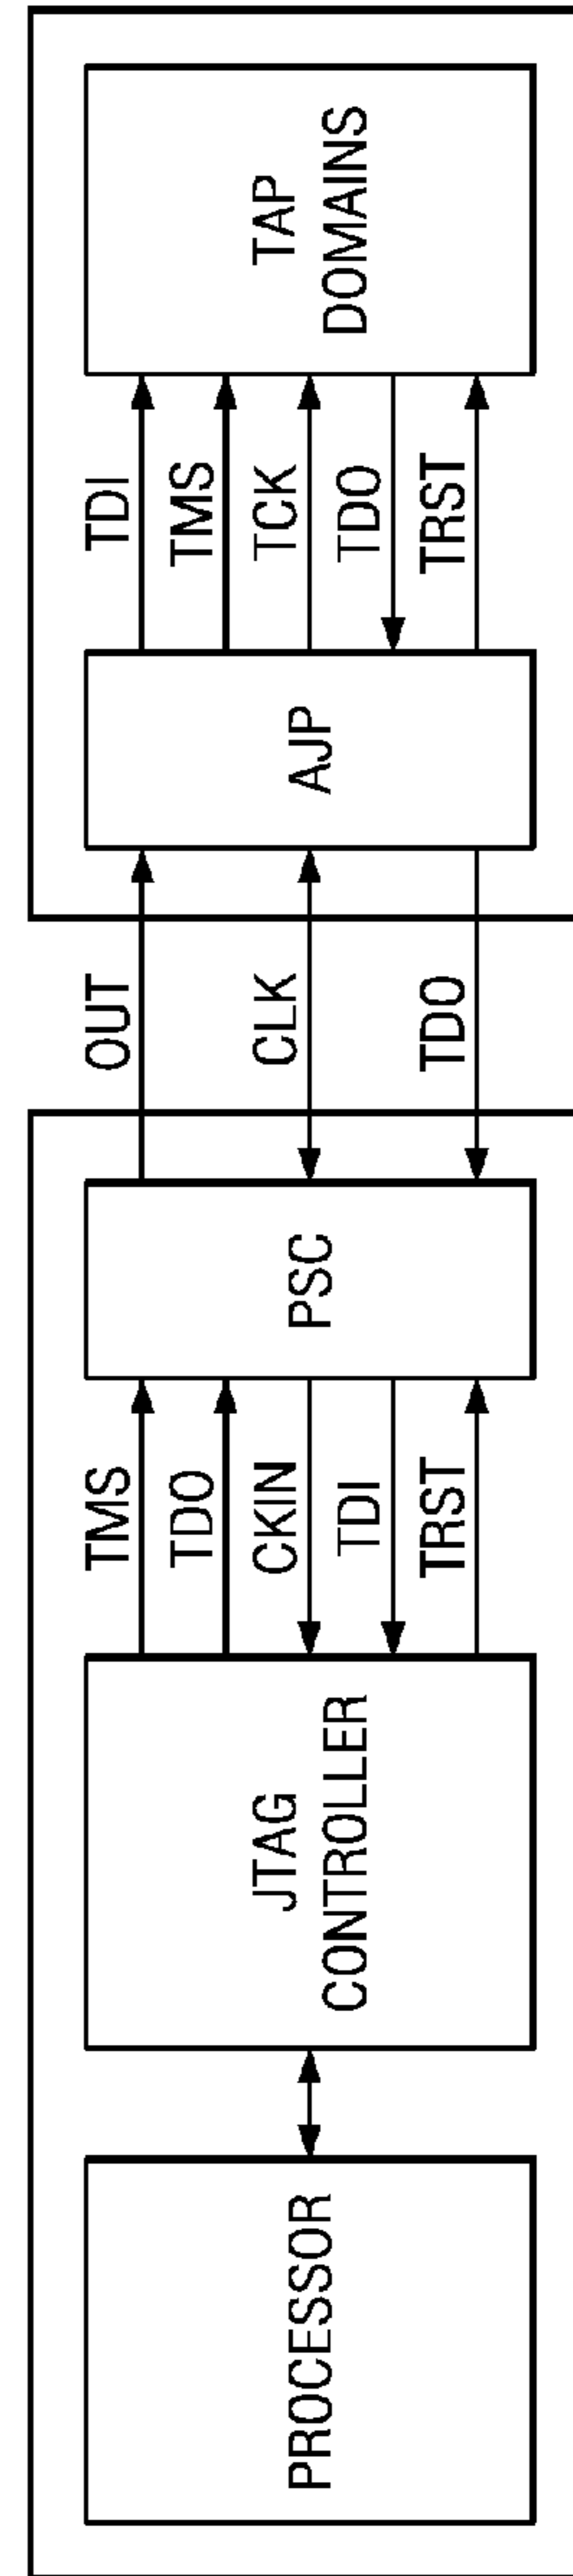 PROCESSOR
JTAG
CONTROLLER
TMS
TDO
CKIN
TDI
TRST
PSC
OUT
CLK
TDO
AJP
TDI
TMS
TCK
TDO
TRST
TAP
DOMAINS